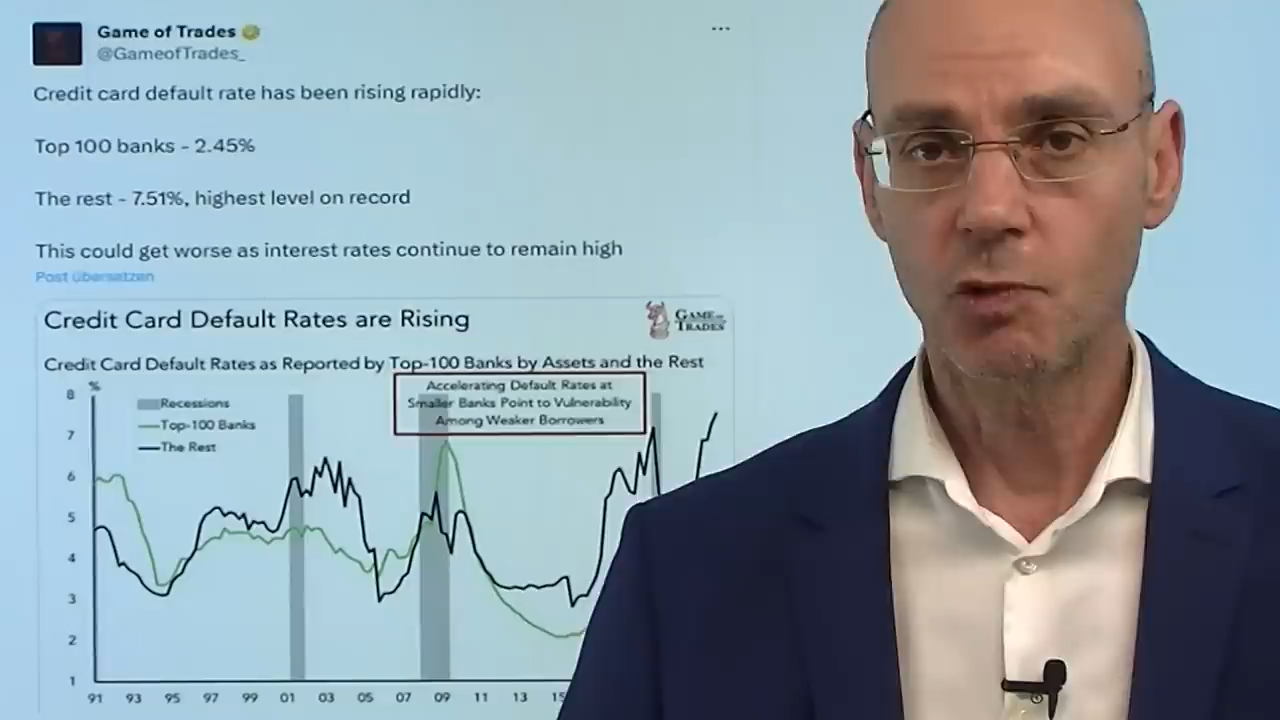 Game of Trades
@GameofTrades_
Credit card default rate has been rising rapidly:
Top 100 banks - 2.45%
The rest - 7.51%, highest level on record
This could get worse as interest rates continue to remain high
Post übersetzen
Credit Card Default Rates are Rising
GAME OF
TRADES
Credit Card Default Rates as Reported by Top-100 Banks by Assets and the Rest
%
Accelerating Default Rates at
Smaller Banks Point to Vulnerability
Among Weaker Borrowers
Recessions
Top-100 Banks
The Rest
8
7
6
5
4
3
2
1
91 93 95 97 99 01 03 05 07 09 11 13